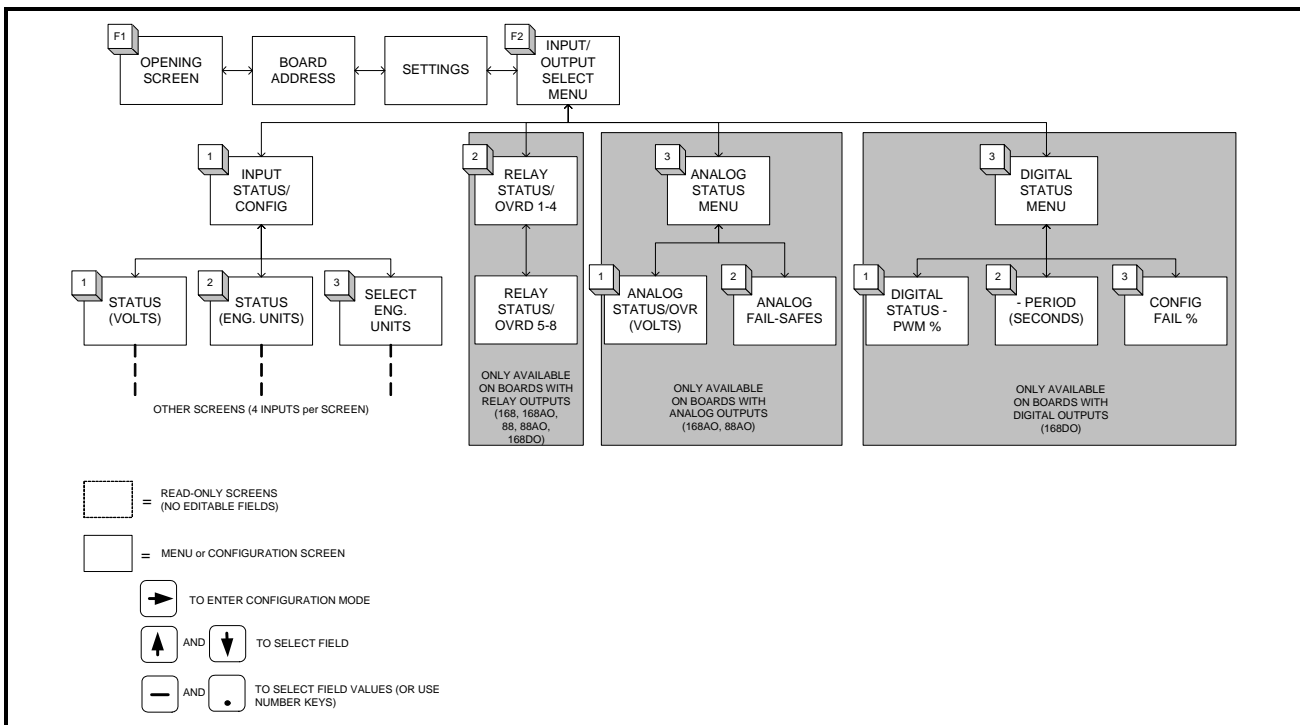 F1
OPENING
SCREEN
BOARD
ADDRESS
SETTINGS
F2
INPUT/
OUTPUT
SELECT
MENU
1
INPUT
STATUS/
CONFIG
2
RELAY
STATUS/
OVRD 1-4
3
ANALOG
STATUS
MENU
3
DIGITAL
STATUS
MENU
1
STATUS
(VOLTS)
2
STATUS
(ENG. UNITS)
3
SELECT
ENG.
UNITS
RELAY
STATUS/
OVRD 5-8
1
ANALOG
STATUS/OVR
(VOLTS)
2
ANALOG
FAIL-SAFES
1
DIGITAL
STATUS -
PWM %
2
- PERIOD
(SECONDS)
3
CONFIG
FAIL %
OTHER SCREENS (4 INPUTS per SCREEN)
ONLY AVAILABLE
ON BOARDS WITH
RELAY OUTPUTS
(168, 168AO,
88, 88AO,
168DO)
ONLY AVAILABLE
ON BOARDS WITH
ANALOG OUTPUTS
(168AO, 88AO)
ONLY AVAILABLE
ON BOARDS WITH
DIGITAL OUTPUTS
(168DO)
= READ-ONLY SCREENS
(NO EDITABLE FIELDS)
= MENU or CONFIGURATION SCREEN
TO ENTER CONFIGURATION MODE
AND TO SELECT FIELD
– AND . TO SELECT FIELD VALUES (OR USE
NUMBER KEYS)